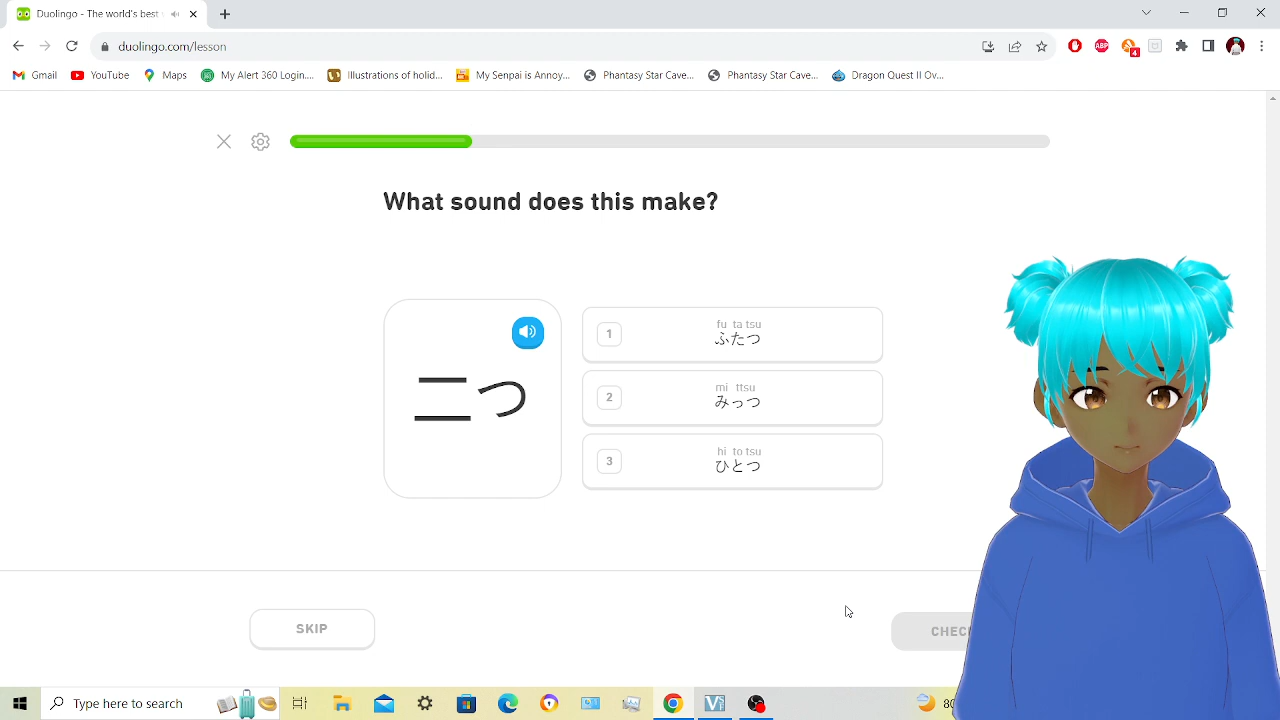 Duolingo - The world's best
duolingo.com/lesson
ABP
4
Gmail
YouTube
Maps
My Alert 360 Login....
Illustrations of holid...
My Senpai is Annoy...
Phantasy Star Cave...
Phantasy Star Cave...
Dragon Quest II Ov...
What sound does this make?
二つ
1
fu ta tsu
ふたつ
2
mi ttsu
みっつ
3
hi to tsu
ひとつ
SKIP
CHEC
Type here to search
80